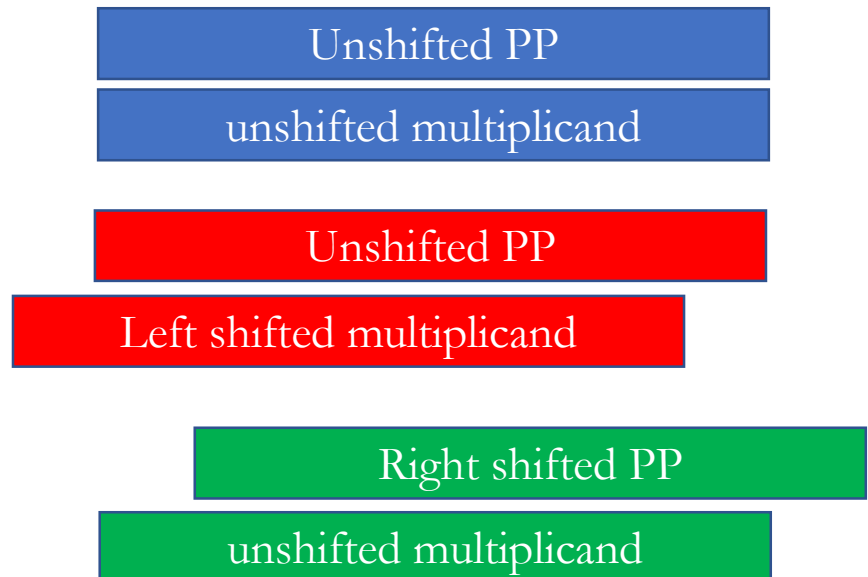 Unshifted PP
unshifted multiplicand
Unshifted PP
Left shifted multiplicand
Right shifted PP
unshifted multiplicand